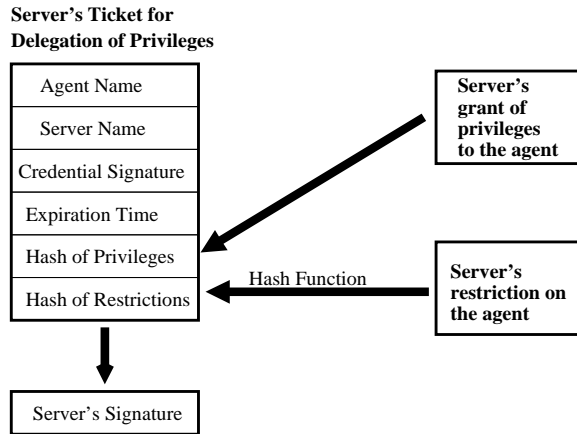 Server's Ticket for
Delegation of Privileges
Agent Name
Server Name
Credential Signature
Expiration Time
Hash of Privileges
Hash of Restrictions
Server's Signature
Server's
grant of
privileges
to the agent
Hash Function
Server's
restriction on
the agent